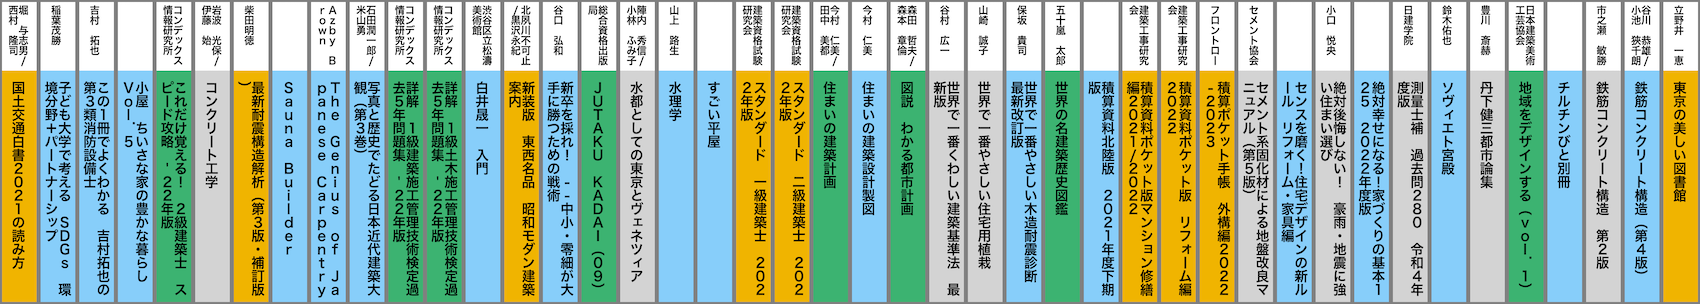 立野井 一恵
東京の美しい図書館
谷川 恭雄/
小池 狭千朗/
鉄筋コンクリート構造(第4版)
市之瀬 敏勝
鉄筋コンクリート構造 第2版
チルチンびと別冊
日本建築美術
工芸協会
地域をデザインする(vol.1)
豊川 斎赫
丹下健三都市論集
鈴木佑也
ソヴィエト宮殿
日建学院
測量士補 過去問280 令和4年
度版
絶対幸せになる!家づくりの基本1
25 2022年度版
小口 悦央
絶対後悔しない! 豪雨・地震に強
い住まい選び
センスを磨く!住宅デザインの新ル
ール リフォーム・家具編
セメント協会
セメント系固化材による地盤改良マ
ニュアル(第5版)
フロントロー
積算ポケット手帳 外構編2022
-2023
建築工事研究
会
積算資料ポケット版 リフォーム編
2022
建築工事研究
会
積算資料ポケット版マンション修繕
編2021/2022
積算資料北陸版 2021年度下期
版
五十嵐 太郎
世界の名建築歴史図鑑
保坂 貴司
世界で一番やさしい木造耐震診断
最新改訂版
山崎 誠子
世界で一番やさしい住宅用植栽
谷村 広一
世界で一番くわしい建築基準法 最
新版
森田 哲夫/
森本 章倫/
図説 わかる都市計画
今村 仁美
住まいの建築設計製図
今村 仁美/
田中 美都/
住まいの建築計画
建築資格試験
研究会
スタンダード 二級建築士 202
2年版
建築資格試験
研究会
スタンダード 一級建築士 202
2年版
すごい平屋
山上 路生
水理学
陣内 秀信/
小林 ふみ子
水都としての東京とヴェネツィア
総合資格出版
局
JUTAKU KADAI(09)
谷口 弘和
新卒を採れ! --中小・零細が大
手に勝つための戦術
北夙川不可止
/黒沢永紀/
新装版 東西名品 昭和モダン建築
案内
渋谷区立松濤
美術館
白井晟一 入門
コンデックス
情報研究所
詳解 1級土木施工管理技術検定過
去5年問題集 '22年版
コンデックス
情報研究所
詳解 1級建築施工管理技術検定過
去5年問題集 '22年版
石田潤一郎/
米山勇
写真と歴史でたどる日本近代建築大
観(第3巻)
Azby B
rown
The Genius of Ja
panese Carpentry
Sauna Builder
柴田明徳
最新耐震構造解析(第3版・補訂版
)
岩波 光保/
伊藤 始
コンクリート工学
コンデックス
情報研究所
これだけ覚える! 2級建築士 ス
ピード攻略 '22年版
小屋 ちいさな家の豊かな暮らし
Vol.5
吉村 拓也
この1冊でよくわかる 吉村拓也の
第3類消防設備士
稲葉茂勝
子ども大学で考える SDGs 環
境分野+パートナーシップ
堀 与志男/
西村 隆司
国土交通白書2021の読み方